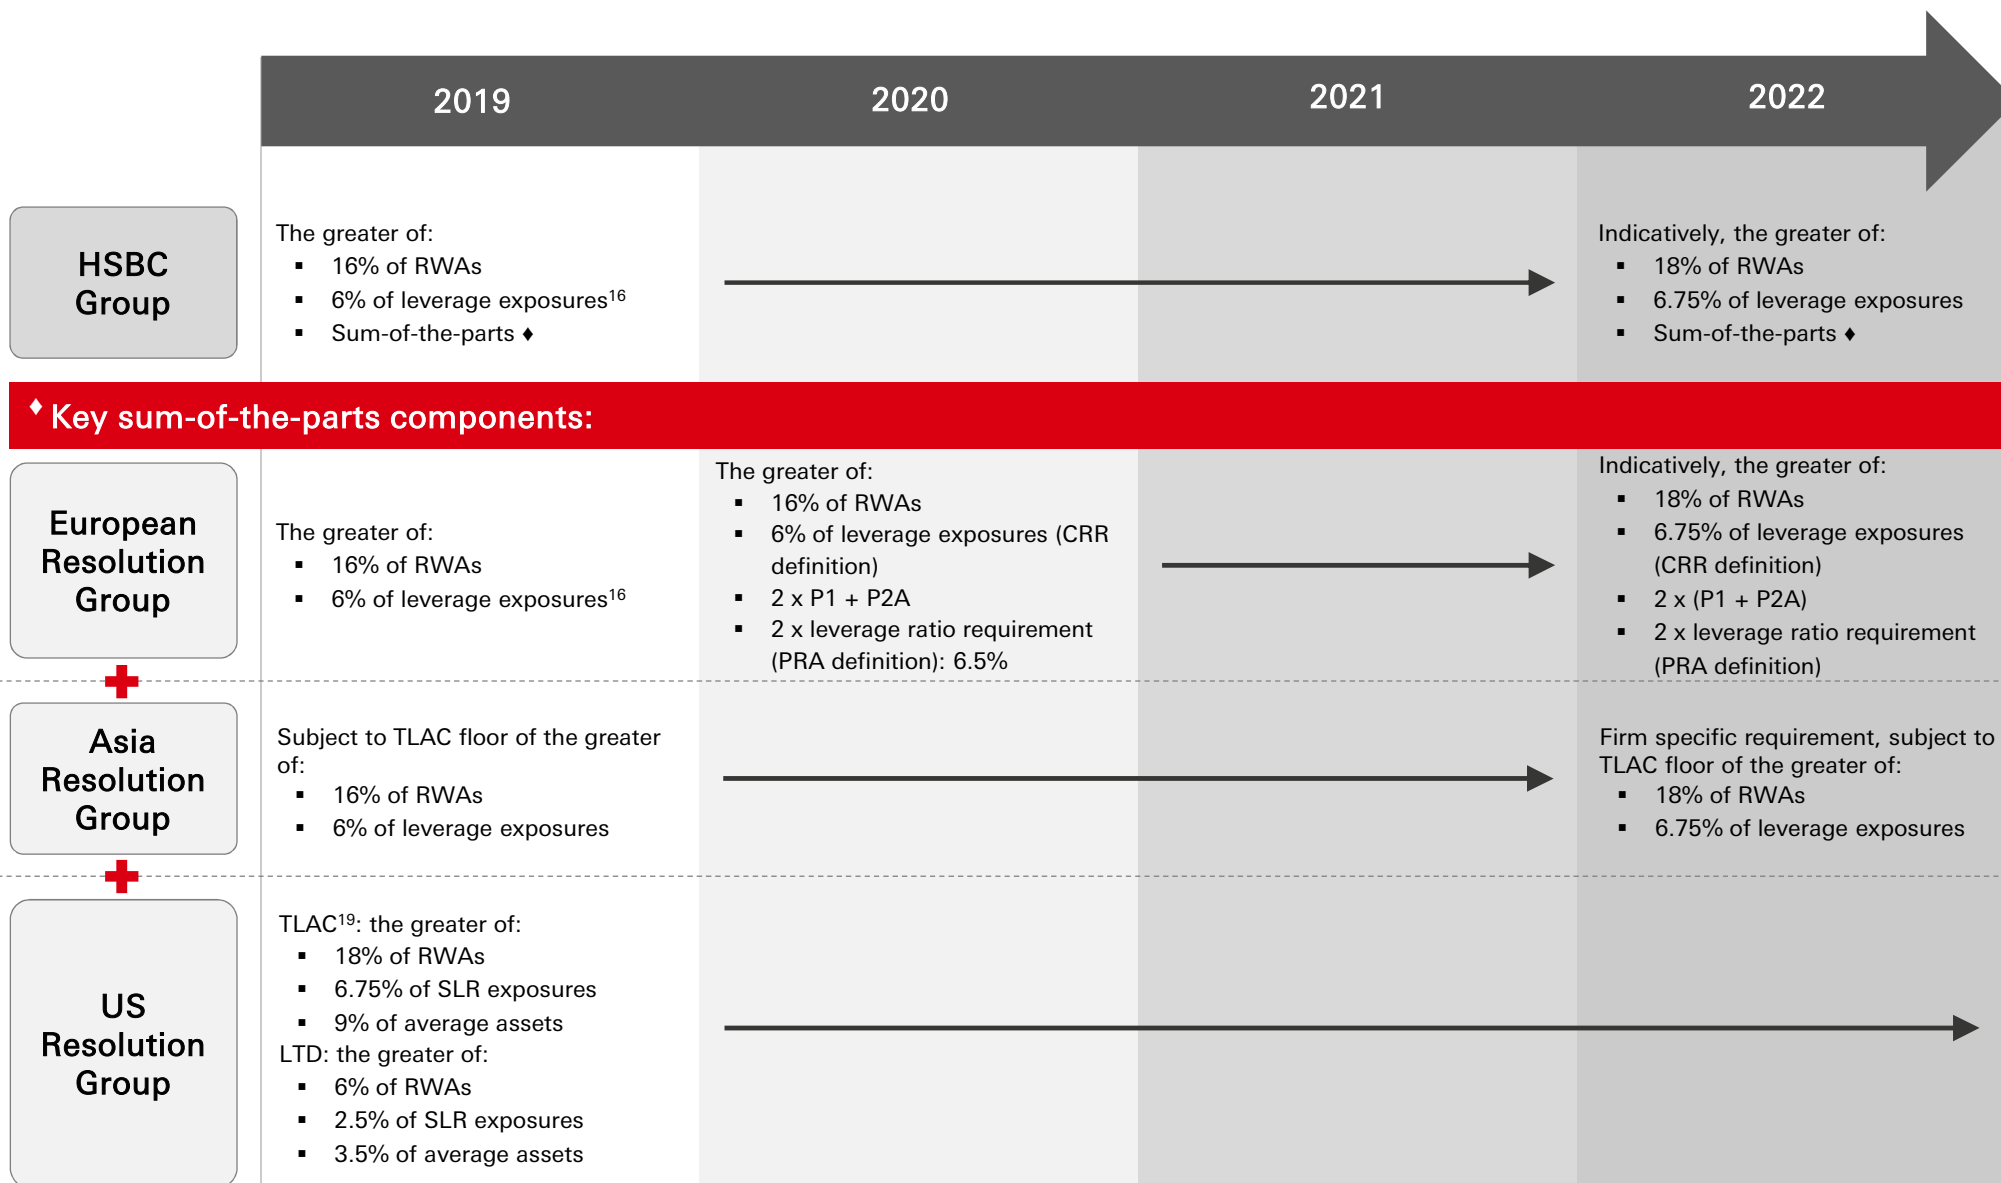 2019
2020
2021
2022
HSBC
Group
The greater of:
▪ 16% of RWAs
▪ 6% of leverage exposures16
▪ Sum-of-the-parts ♦
Indicatively, the greater of:
▪ 18% of RWAs
▪ 6.75% of leverage exposures
▪ Sum-of-the-parts ♦
♦ Key sum-of-the-parts components:
European
Resolution
Group
The greater of:
▪ 16% of RWAs
▪ 6% of leverage exposures16
The greater of:
▪ 16% of RWAs
▪ 6% of leverage exposures (CRR
definition)
▪ 2 x P1 + P2A
▪ 2 x leverage ratio requirement
(PRA definition): 6.5%
Indicatively, the greater of:
▪ 18% of RWAs
▪ 6.75% of leverage exposures
(CRR definition)
▪ 2 x (P1 + P2A)
▪ 2 x leverage ratio requirement
(PRA definition)
Asia
Resolution
Group
Subject to TLAC floor of the greater
of:
▪ 16% of RWAs
▪ 6% of leverage exposures
Firm specific requirement, subject to
TLAC floor of the greater of:
▪ 18% of RWAs
▪ 6.75% of leverage exposures
US
Resolution
Group
TLAC19: the greater of:
▪ 18% of RWAs
▪ 6.75% of SLR exposures
▪ 9% of average assets
LTD: the greater of:
▪ 6% of RWAs
▪ 2.5% of SLR exposures
▪ 3.5% of average assets